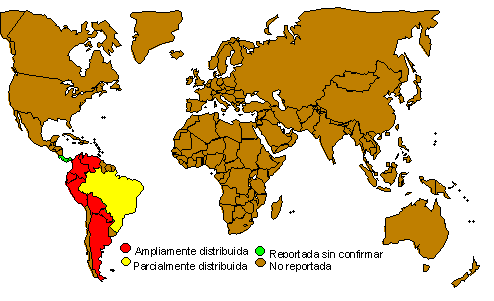 Ampliamente distribuida
Reportada sin confirmar
Parcialmente distribuida
No reportada